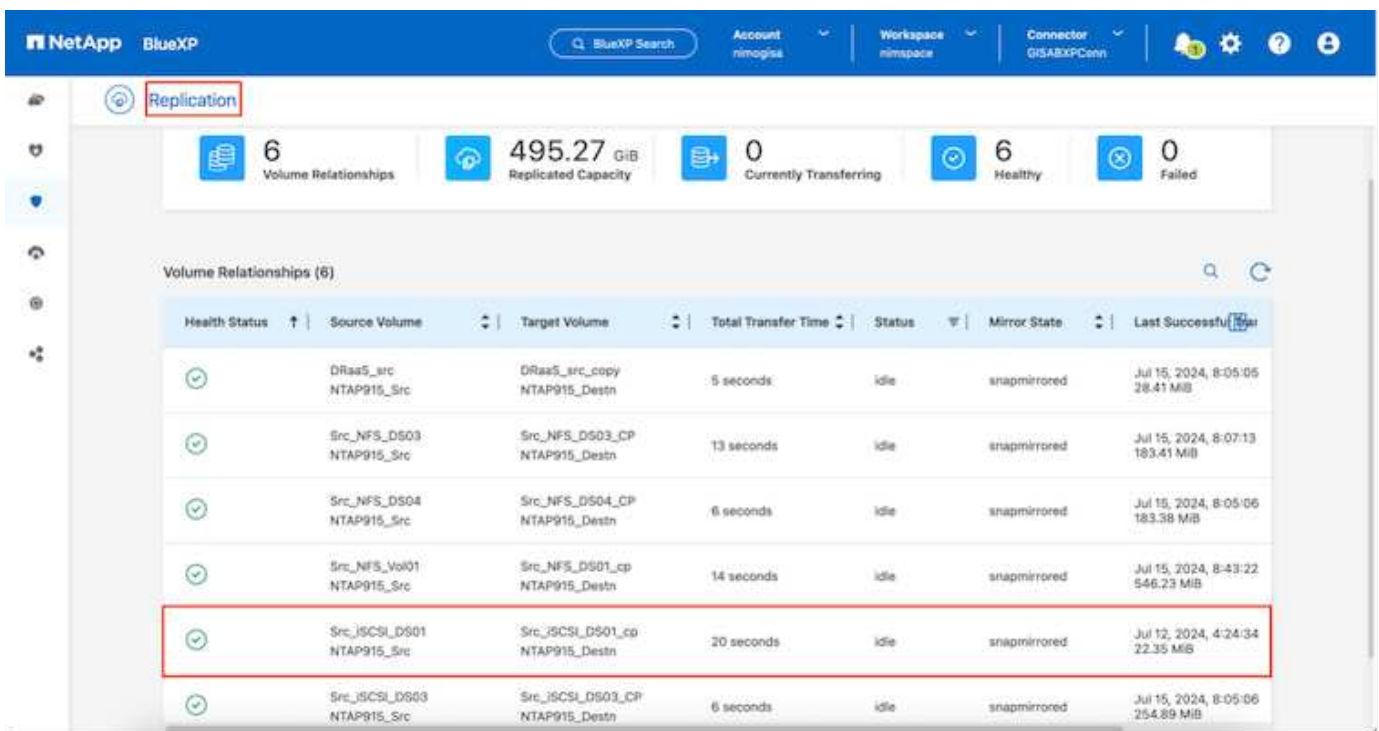 NetApp BlueXP
BlueXP Search
Account
nimogisa
Workspace
nimspace
Connector
GISABXPConn
1
Replication
6
Volume Relationships
495.27 GiB
Replicated Capacity
0
Currently Transferring
6
Healthy
0
Failed
Volume Relationships (6)
Health Status Source Volume Target Volume Total Transfer Time Status Mirror State Last Successful
DRaaS_src DRaaS_src_copy 5 seconds idle snapmirrored Jul 15, 2024, 8:05:05
NTAP915_Src NTAP915_Destn 28.41 MiB
Src_NFS_DS03 Src_NFS_DS03_CP 13 seconds idle snapmirrored Jul 15, 2024, 8:07:13
NTAP915_Src NTAP915_Destn 183.41 MiB
Src_NFS_DS04 Src_NFS_DS04_CP 6 seconds idle snapmirrored Jul 15, 2024, 8:05:06
NTAP915_Src NTAP915_Destn 183.38 MiB
Src_NFS_Vol01 Src_NFS_DS01_cp 14 seconds idle snapmirrored Jul 15, 2024, 8:43:22
NTAP915_Src NTAP915_Destn 546.23 MiB
Src_iSCSI_DS01 Src_iSCSI_DS01_cp 20 seconds idle snapmirrored Jul 12, 2024, 4:24:34
NTAP915_Src NTAP915_Destn 22.35 MiB
Src_iSCSI_DS03 Src_iSCSI_DS03_CP 6 seconds idle snapmirrored Jul 15, 2024, 8:05:06
NTAP915_Src NTAP915_Destn 254.89 MiB